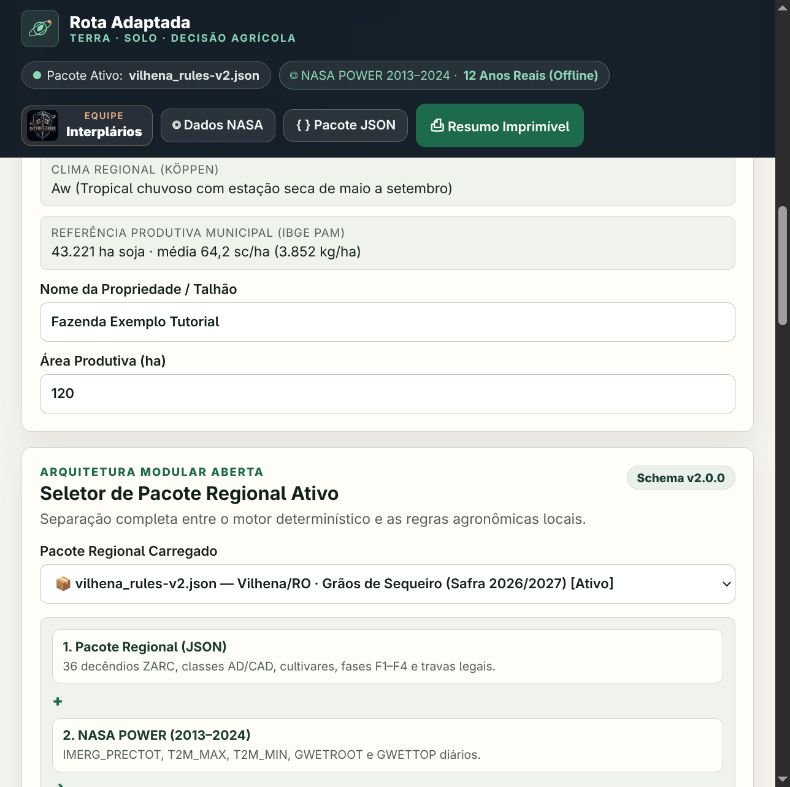 Rota Adaptada
TERRA · SOLO · DECISÃO AGRÍCOLA
Pacote Ativo: vilhena_rules-v2.json
NASA POWER 2013–2024 · 12 Anos Reais (Offline)
EQUIPE
Interplários
Dados NASA
{ } Pacote JSON
Resumo Imprimível
CLIMA REGIONAL (KÖPPEN)
Aw (Tropical chuvoso com estação seca de maio a setembro)
REFERÊNCIA PRODUTIVA MUNICIPAL (IBGE PAM)
43.221 ha soja · média 64,2 sc/ha (3.852 kg/ha)
Nome da Propriedade / Talhão
Fazenda Exemplo Tutorial
Área Produtiva (ha)
120
ARQUITETURA MODULAR ABERTA
Seletor de Pacote Regional Ativo
Schema v2.0.0
Separação completa entre o motor determinístico e as regras agronômicas locais.
Pacote Regional Carregado
vilhena_rules-v2.json — Vilhena/RO · Grãos de Sequeiro (Safra 2026/2027) [Ativo]
1. Pacote Regional (JSON)
36 decêndios ZARC, classes AD/CAD, cultivares, fases F1–F4 e travas legais.
+
2. NASA POWER (2013–2024)
IMERG_PRECTOT, T2M_MAX, T2M_MIN, GWETROOT e GWETTOP diários.